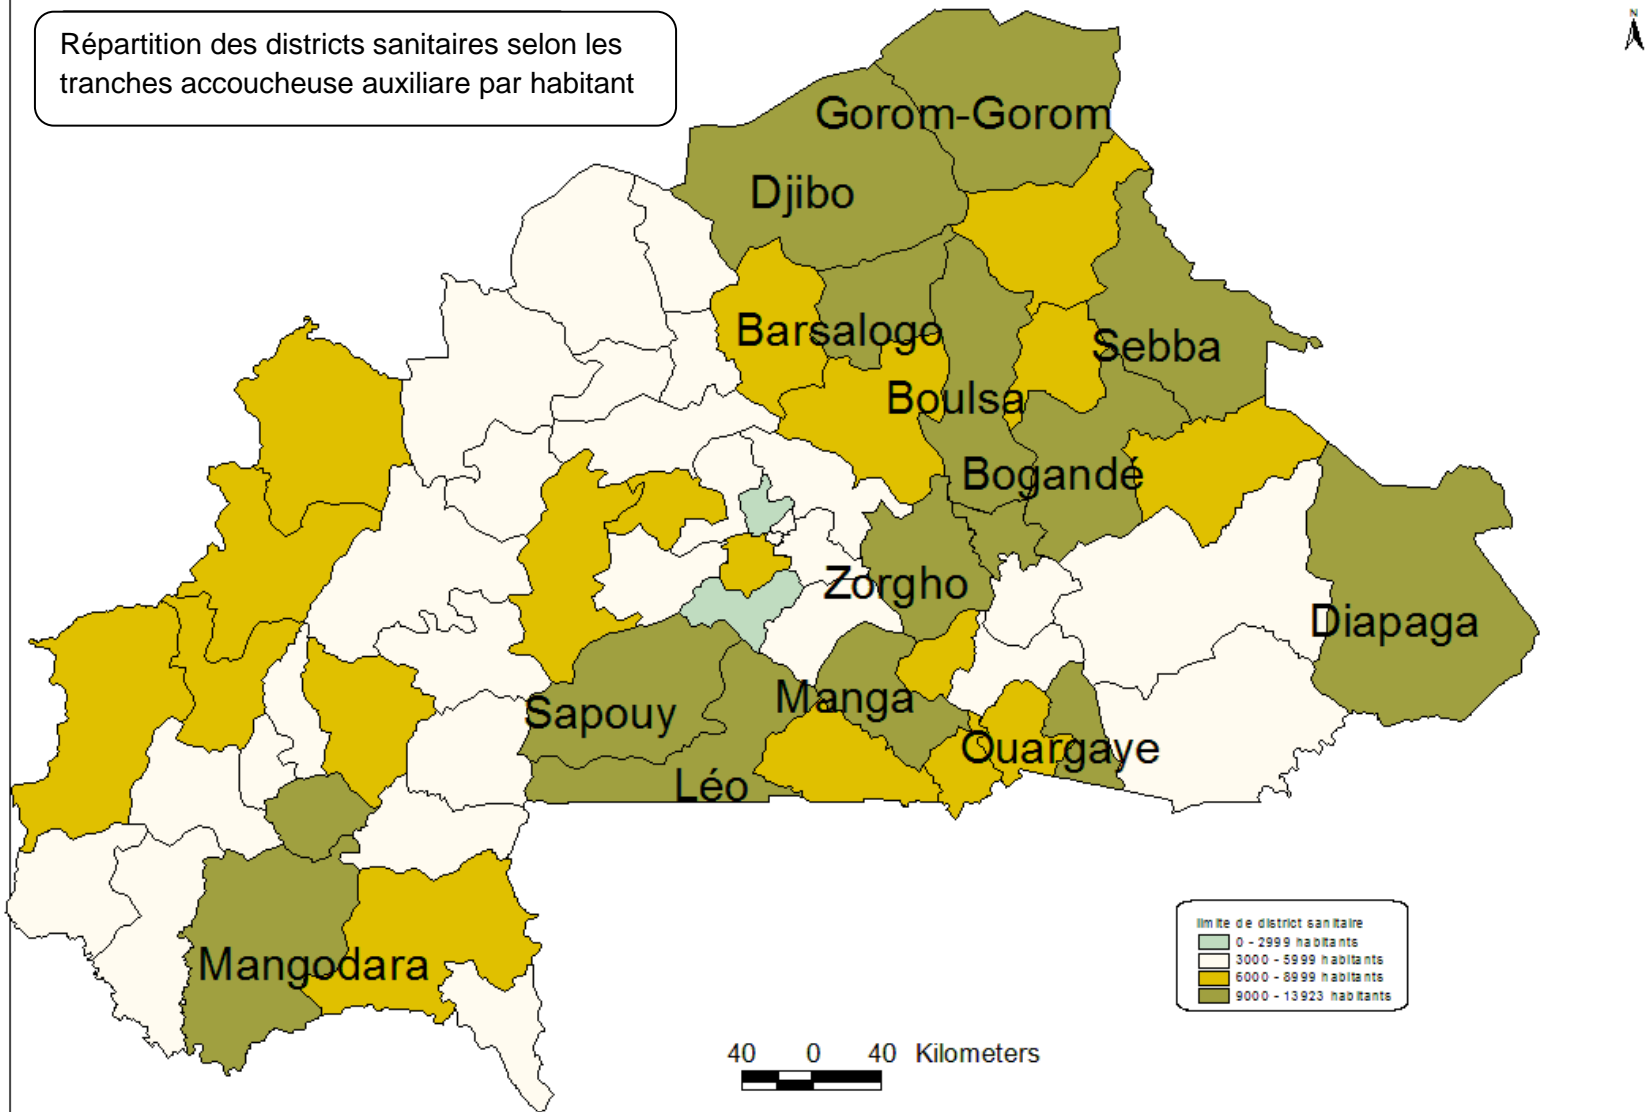 Répartition des districts sanitaires selon les
tranches accoucheuse auxiliare par habitant
N
Gorom-Gorom
Djibo
Barsalogo
Sebba
Boulsa
Bogandé
Zorgho
Diapaga
Manga
Sapouy
Ouargaye
Léo
Mangodara
limite de district sanitaire
0 - 2999 habitants
3000 - 5999 habitants
6000 - 8999 habitants
9000 - 13923 habitants
40 0 40 Kilometers